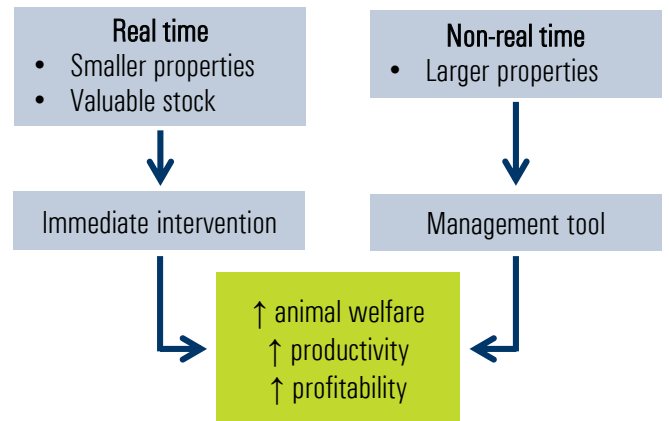 Real time
• Smaller properties
• Valuable stock
Non-real time
• Larger properties
Immediate intervention
Management tool
↑ animal welfare
↑ productivity
↑ profitability